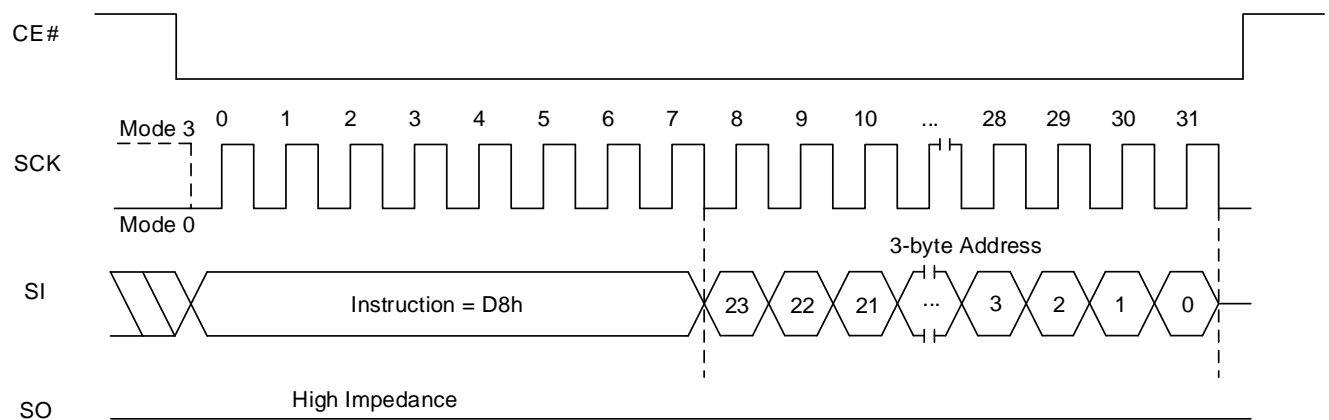 CE#
Mode 3 0 1 2 3 4 5 6 7 8 9 10 ... 28 29 30 31
SCK
Mode 0
3-byte Address
SI Instruction = D8h 23 22 21 ... 3 2 1 0
High Impedance
SO